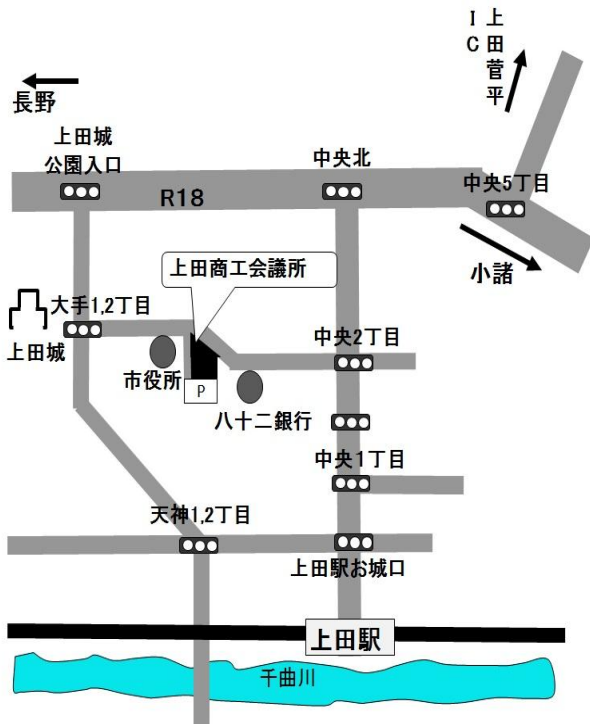 上田菅平
IC
長野
上田城
公園入口
中央北
中央5丁目
R18
小諸
上田商工会議所
大手1,2丁目
上田城
中央2丁目
市役所
P
八十二銀行
中央1丁目
天神1,2丁目
上田駅お城口
上田駅
千曲川